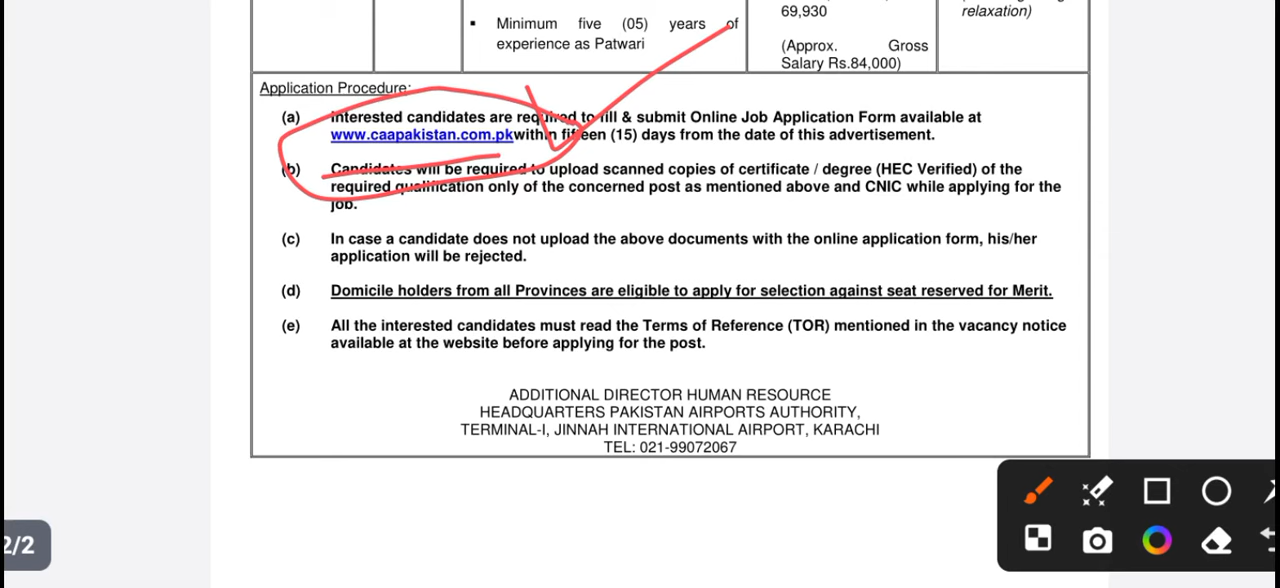 69,930
relaxation)
▪ Minimum five (05) years of
experience as Patwari
(Approx. Gross
Salary Rs.84,000)
Application Procedure:
(a) Interested candidates are required to fill & submit Online Job Application Form available at
www.caapakistan.com.pkwithin fifteen (15) days from the date of this advertisement.
(b) Candidates will be required to upload scanned copies of certificate / degree (HEC Verified) of the
required qualification only of the concerned post as mentioned above and CNIC while applying for the
job.
(c) In case a candidate does not upload the above documents with the online application form, his/her
application will be rejected.
(d) Domicile holders from all Provinces are eligible to apply for selection against seat reserved for Merit.
(e) All the interested candidates must read the Terms of Reference (TOR) mentioned in the vacancy notice
available at the website before applying for the post.
ADDITIONAL DIRECTOR HUMAN RESOURCE
HEADQUARTERS PAKISTAN AIRPORTS AUTHORITY,
TERMINAL-I, JINNAH INTERNATIONAL AIRPORT, KARACHI
TEL: 021-99072067
2/2